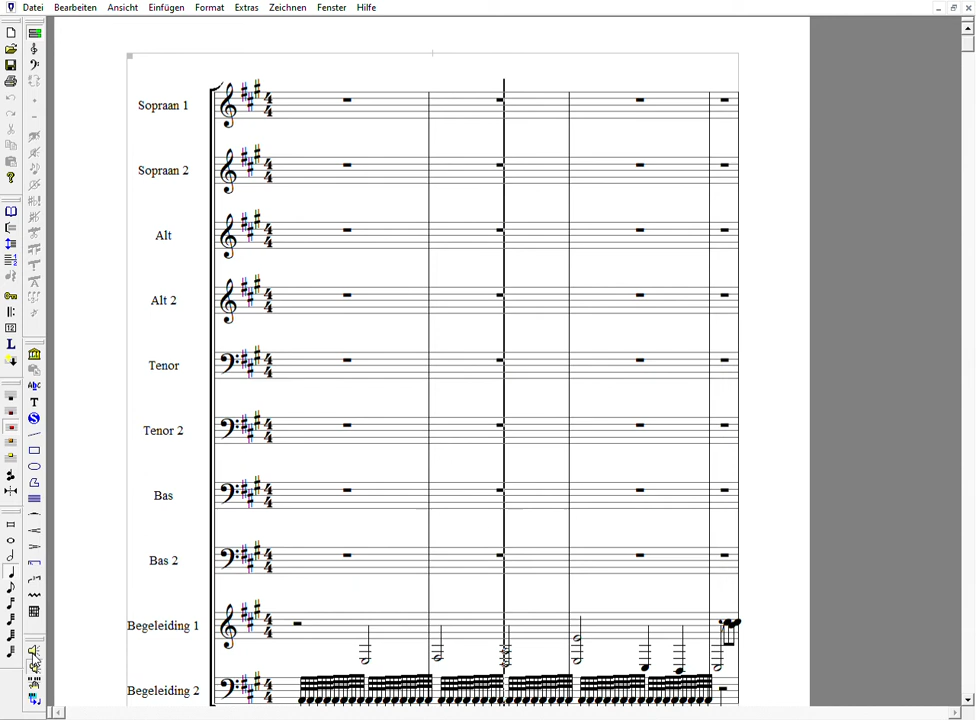 Datei Bearbeiten Ansicht Einfügen Format Extras Zeichnen Fenster Hilfe
Sopraan 1
Sopraan 2
Alt
Alt 2
Tenor
Tenor 2
Bas
Bas 2
Begeleiding 1
Begeleiding 2